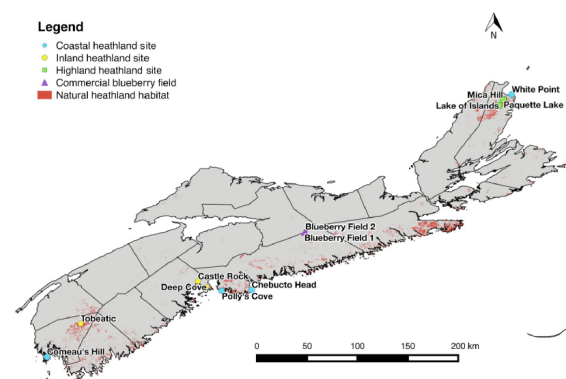 Legend
Coastal heathland site
Inland heathland site
Highland heathland site
Commercial blueberry field
Natural heathland habitat
N
White Point
Mica Hill
Lake of Islands Paquette Lake
Blueberry Field 2
Blueberry Field 1
Castle Rock
Deep Cove
Chebucto Head
Polly's Cove
Tobeatic
Comeau's Hill
0 50 100 150 200 km